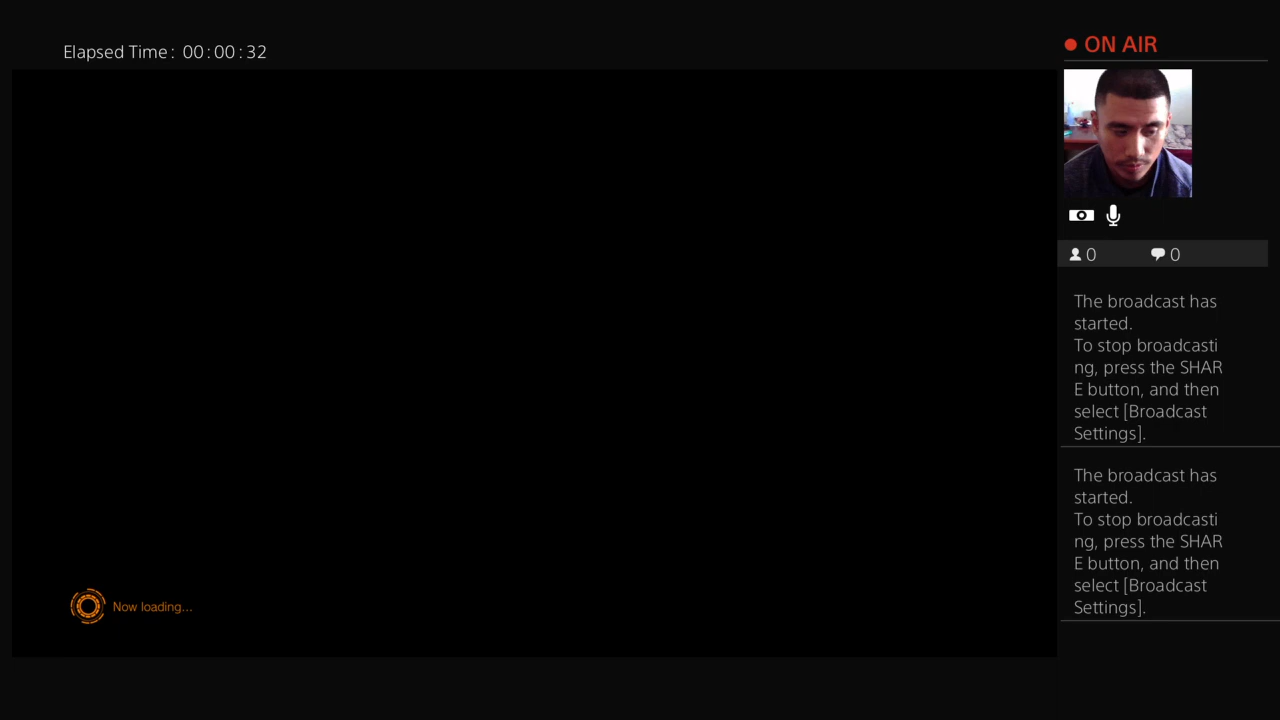 Elapsed Time: 00:00:32
ON AIR
0 0
The broadcast has
started.
To stop broadcasti
ng, press the SHAR
E button, and then
select [Broadcast
Settings].
The broadcast has
started.
To stop broadcasti
ng, press the SHAR
E button, and then
select [Broadcast
Settings].
Now loading...